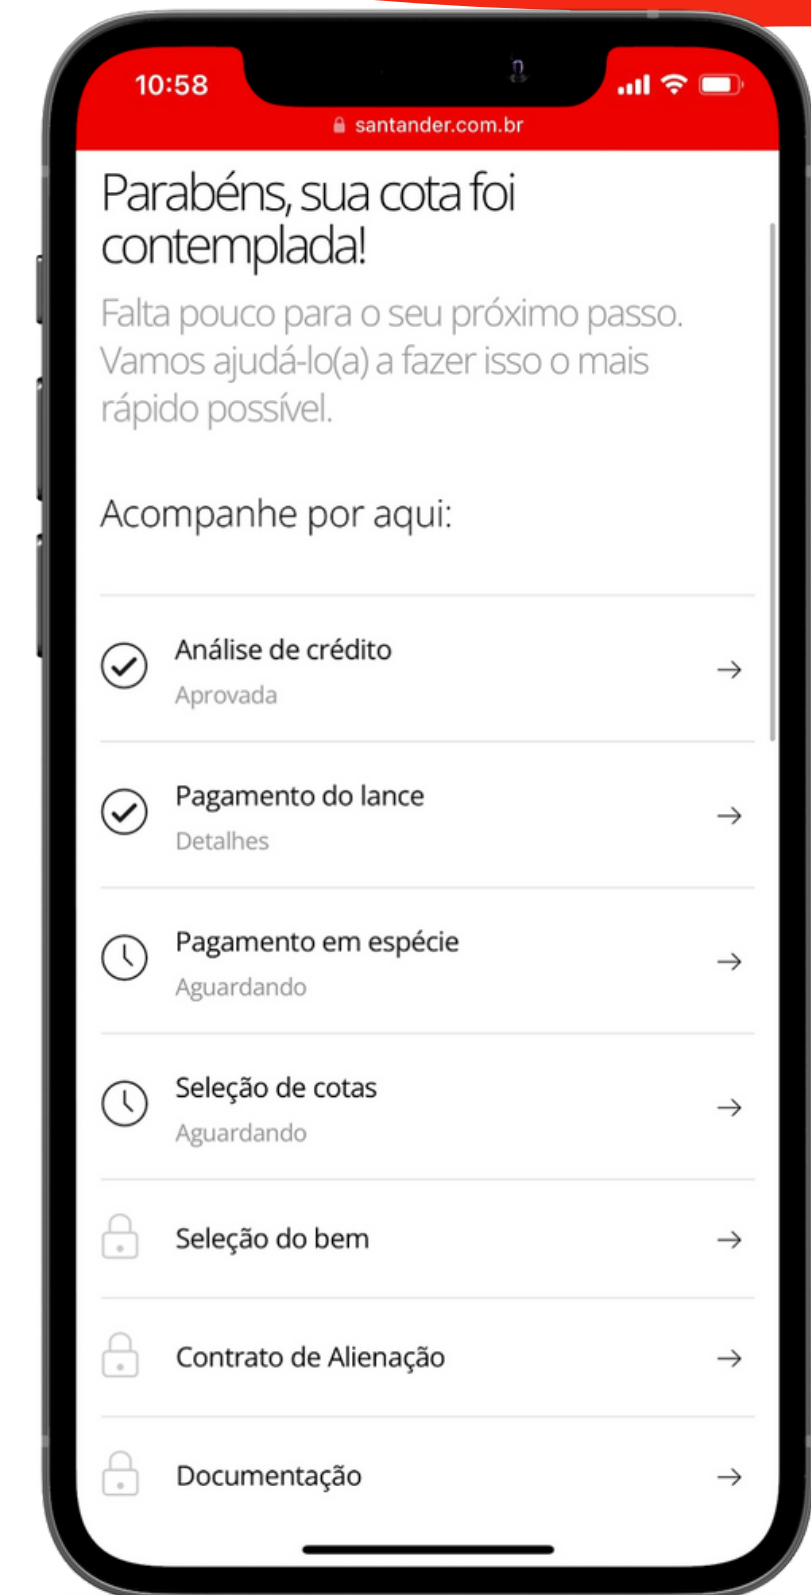 10:58
santander.com.br
Parabéns, sua cota foi
contemplada!
Falta pouco para o seu próximo passo.
Vamos ajudá-lo(a) a fazer isso o mais
rápido possível.
Acompanhe por aqui:
Análise de crédito
Aprovada
Pagamento do lance
Detalhes
Pagamento em espécie
Aguardando
Seleção de cotas
Aguardando
Seleção do bem
Contrato de Alienação
Documentação